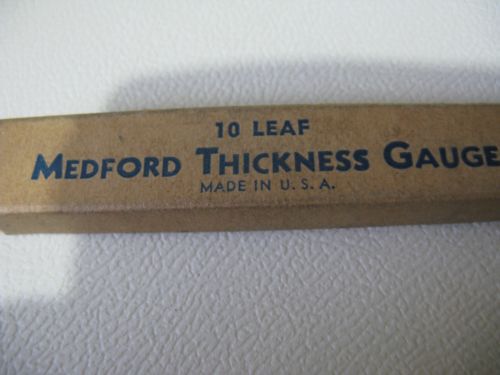 10 LEAF
MEDFORD THICKNESS GAUGE
MADE IN U. S. A.